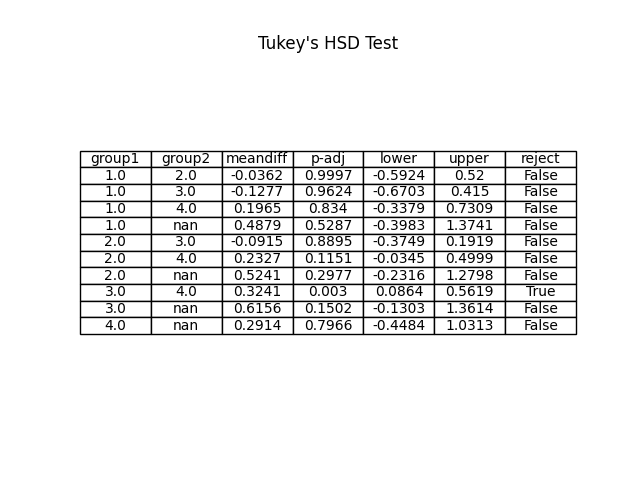 Tukey's HSD Test
group1 group2 meandiff p-adj lower upper reject
1.0 2.0 -0.0362 0.9997 -0.5924 0.52 False
1.0 3.0 -0.1277 0.9624 -0.6703 0.415 False
1.0 4.0 0.1965 0.834 -0.3379 0.7309 False
1.0 nan 0.4879 0.5287 -0.3983 1.3741 False
2.0 3.0 -0.0915 0.8895 -0.3749 0.1919 False
2.0 4.0 0.2327 0.1151 -0.0345 0.4999 False
2.0 nan 0.5241 0.2977 -0.2316 1.2798 False
3.0 4.0 0.3241 0.003 0.0864 0.5619 True
3.0 nan 0.6156 0.1502 -0.1303 1.3614 False
4.0 nan 0.2914 0.7966 -0.4484 1.0313 False